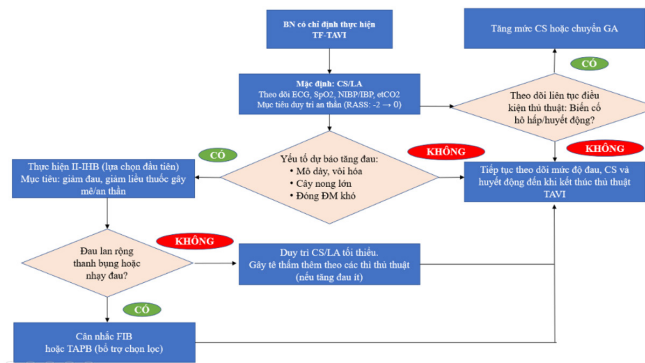 BN có chỉ định thực hiện
TF-TAVI
Tăng mức CS hoặc chuyển GA
CÓ
Mặc định: CS/LA
Theo dõi ECG, SpO2, NIBP/IBP, etCO2
Mục tiêu duy trì an thần (RASS: -2 → 0)
Theo dõi liên tục điều
kiện thủ thuật: Biến cố
hô hấp/huyết động?
CÓ
KHÔNG
KHÔNG
Yếu tố dự báo tăng đau:
• Mô dày, vôi hóa
• Cây nong lớn
• Đóng ĐM khó
Thực hiện II-IHB (lựa chọn đầu tiên)
Mục tiêu: giảm đau, giảm liều thuốc gây
mê/an thần
Tiếp tục theo dõi mức độ đau, CS và
huyết động đến khi kết thúc thủ thuật
TAVI
KHÔNG
Đau lan rộng
thanh bụng hoặc
nhạy đau?
Duy trì CS/LA tối thiểu.
Gây tê thấm thêm theo các thì thủ thuật
(nếu tăng đau ít)
CÓ
Cân nhắc FIB
hoặc TAPB (bổ trợ chọn lọc)